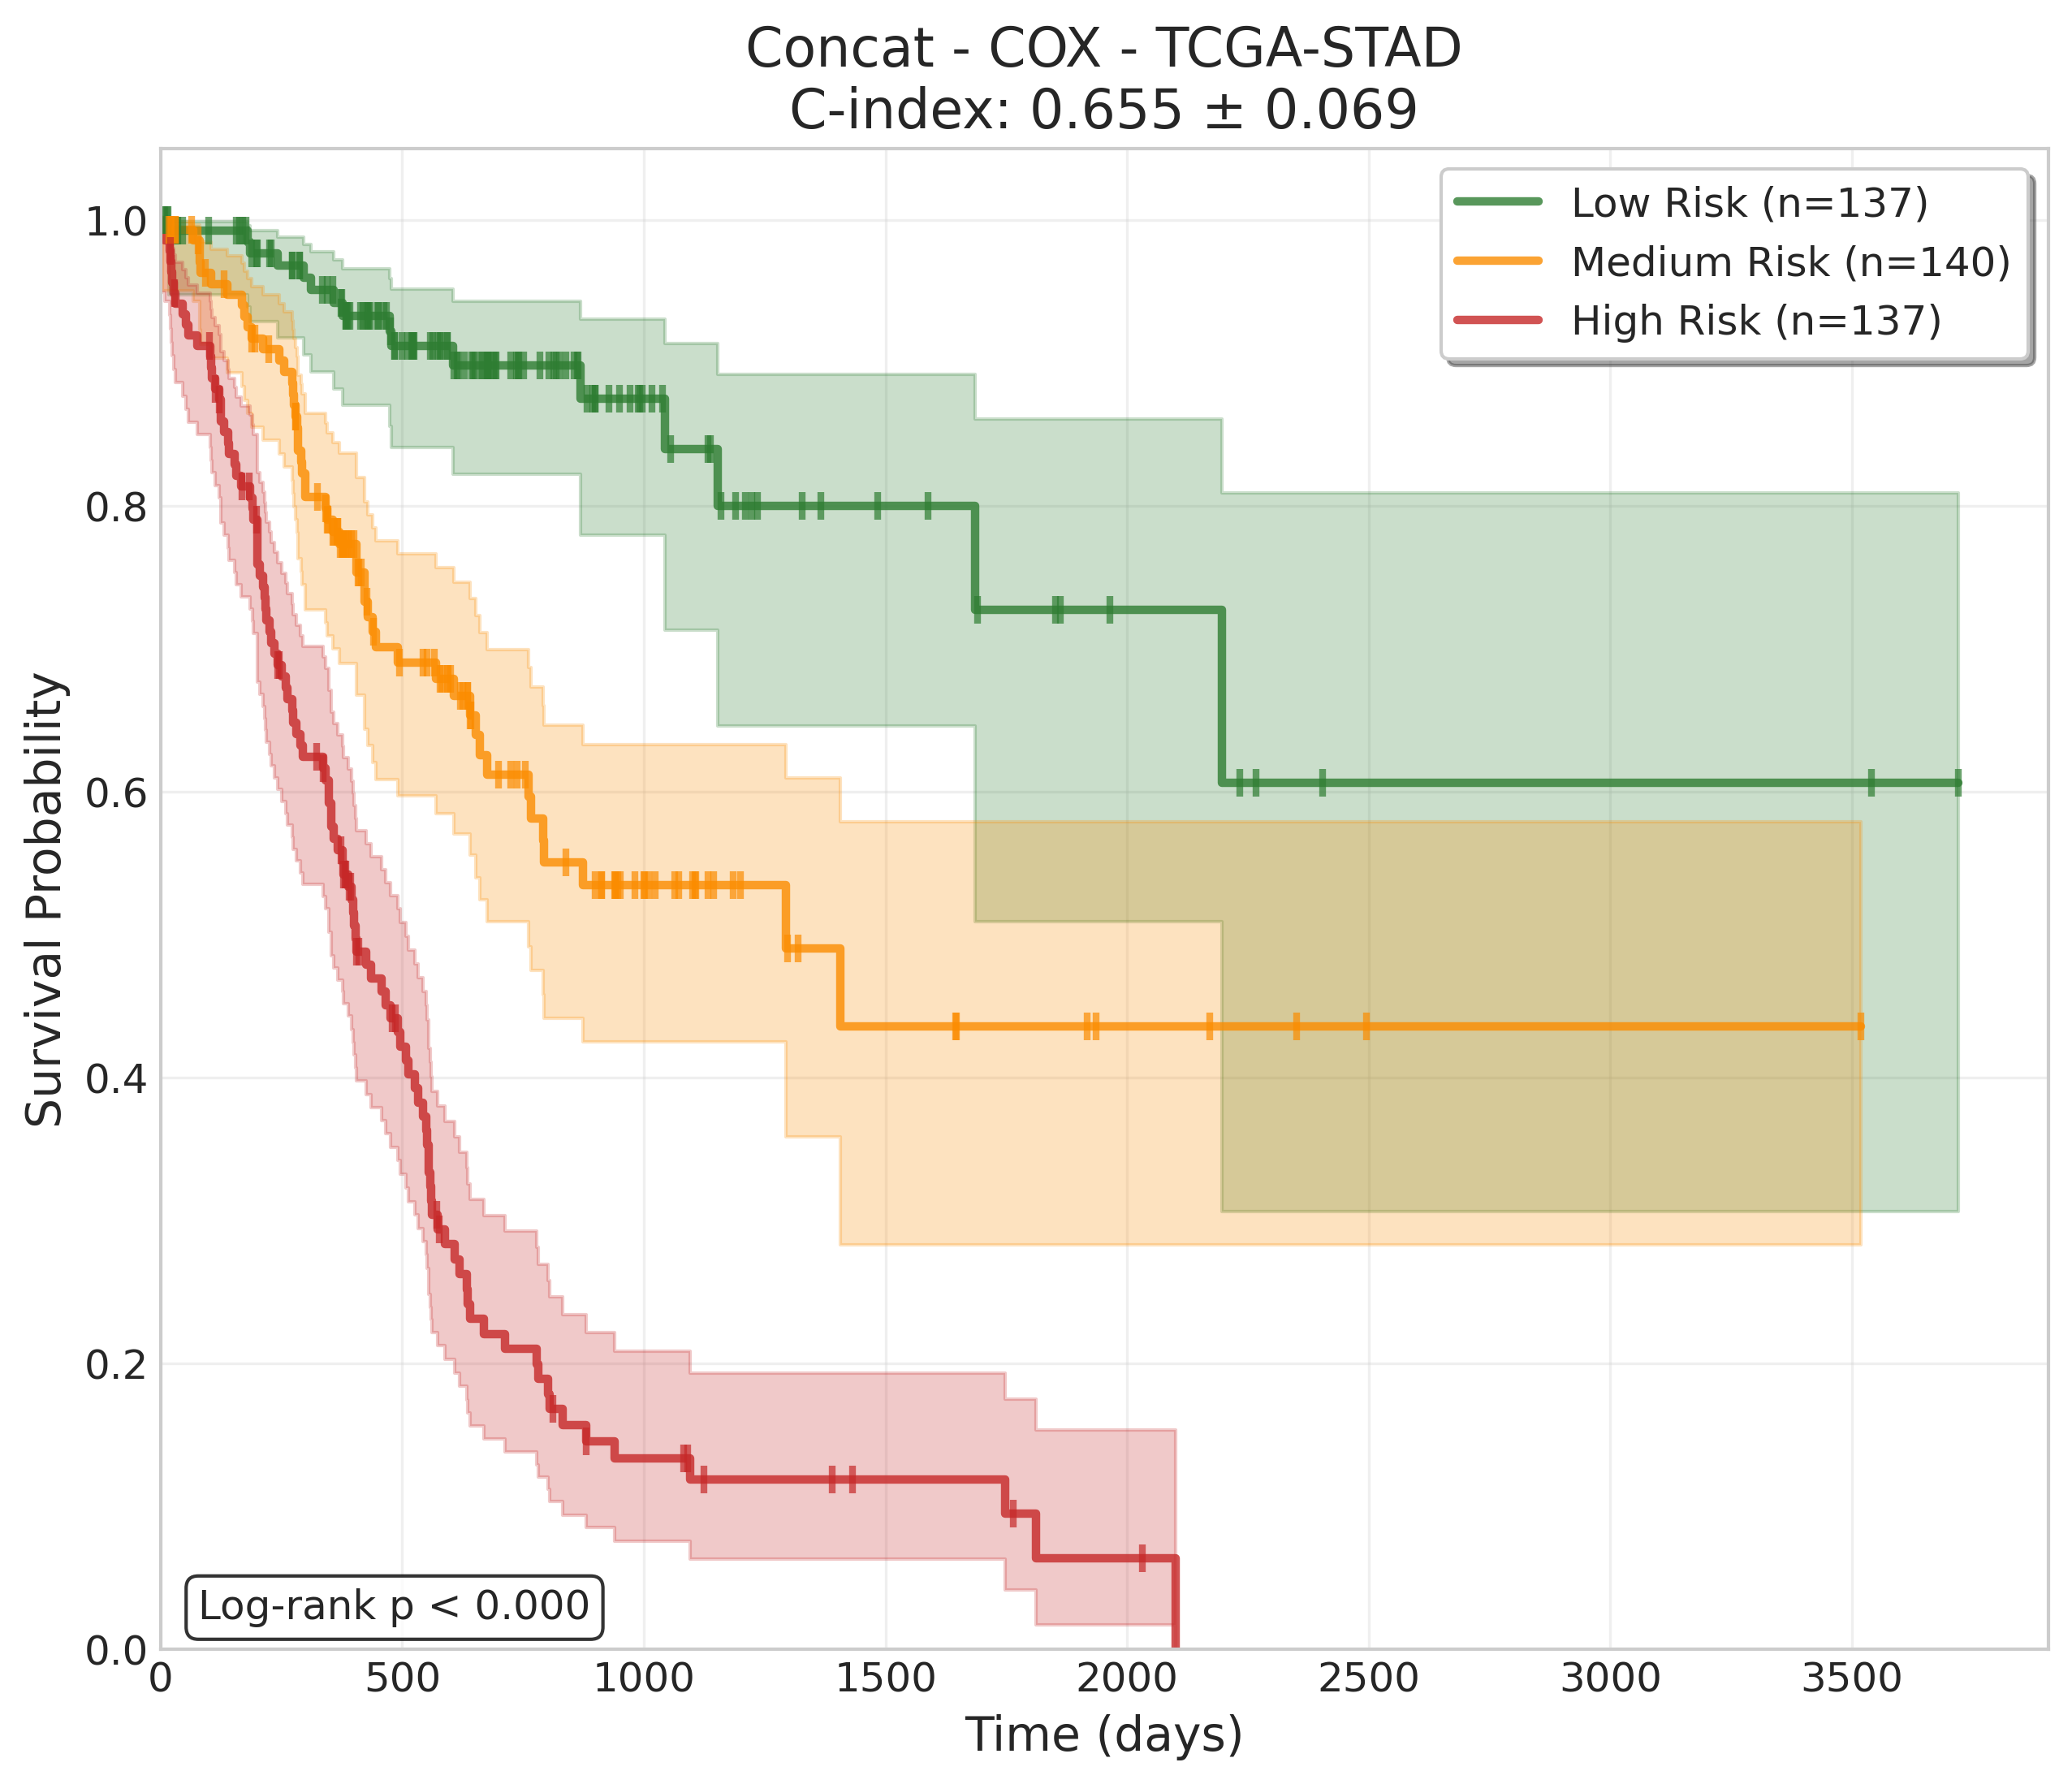 Concat - COX - TCGA-STAD
C-index: 0.655 ± 0.069
Low Risk (n=137)
Medium Risk (n=140)
High Risk (n=137)
Survival Probability
1.0
0.8
0.6
0.4
0.2
0.0
Log-rank p < 0.000
0 500 1000 1500 2000 2500 3000 3500
Time (days)